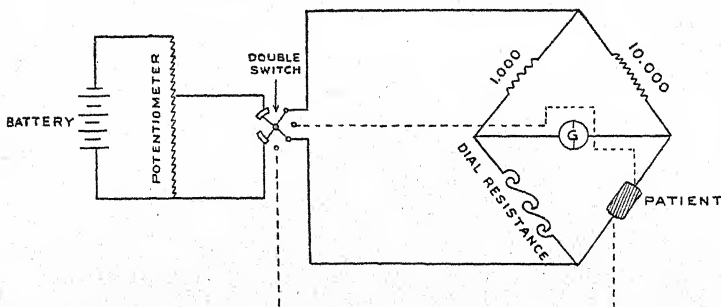 BATTERY
POTENTIOMETER
DOUBLE
SWITCH
1.000
10.000
G
DIAL RESISTANCE
PATIENT